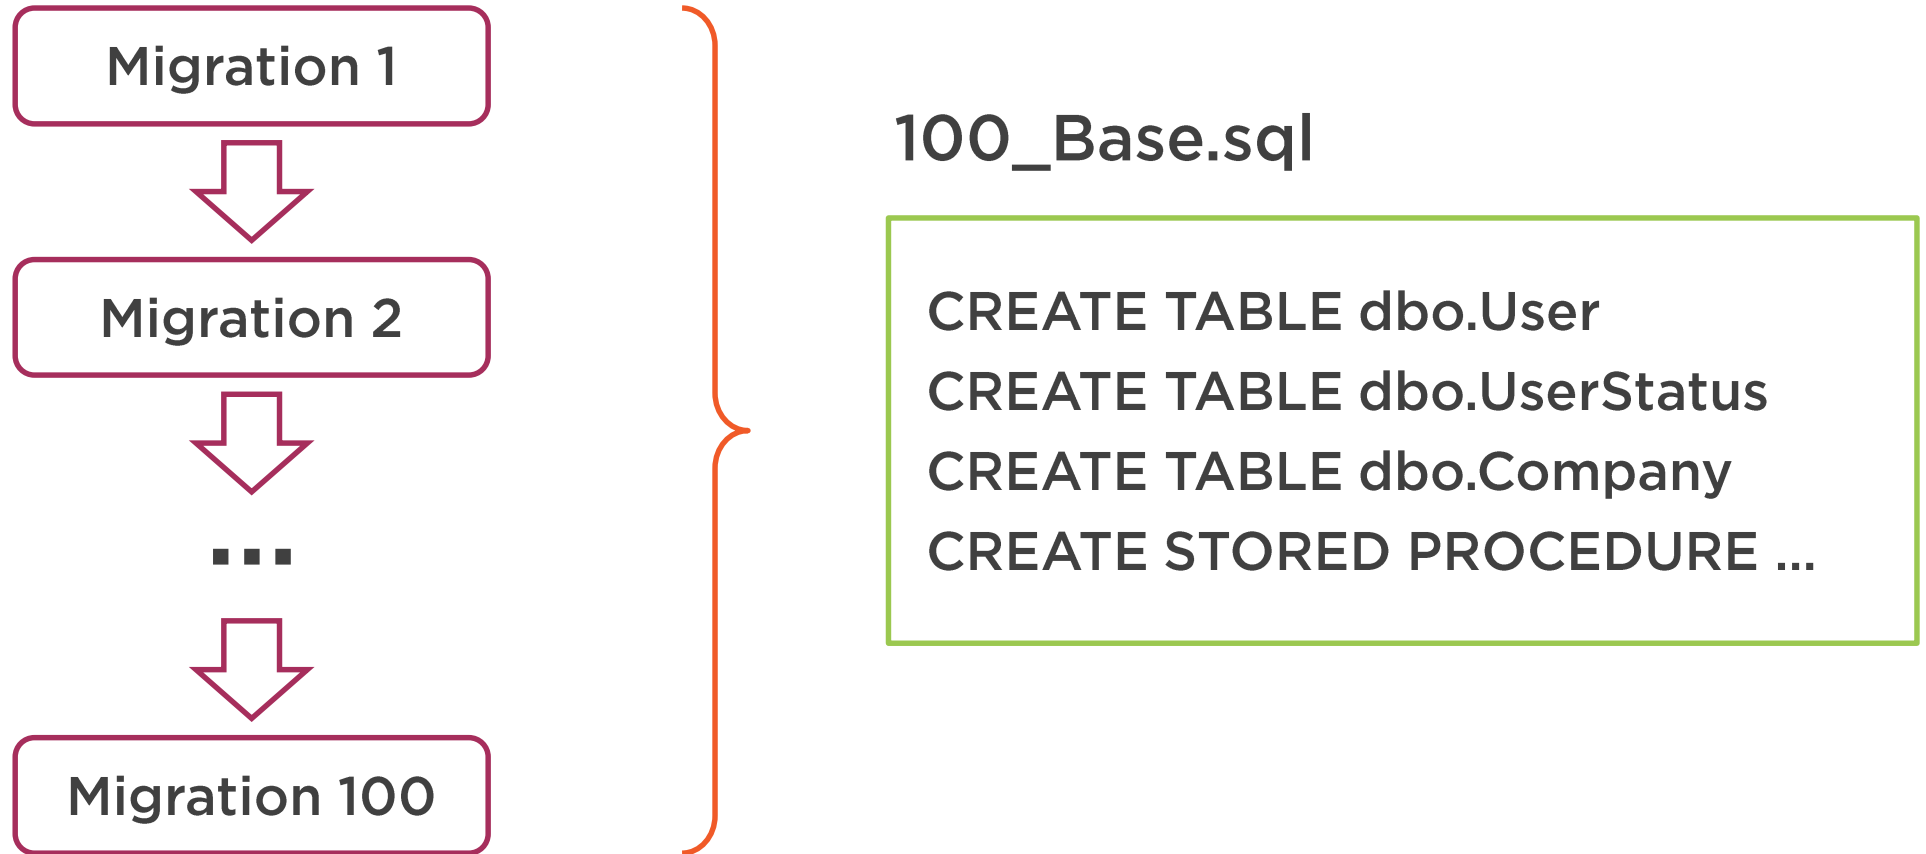 Migration 1
Migration 2
...
Migration 100
100_Base.sql
CREATE TABLE dbo.User
CREATE TABLE dbo.UserStatus
CREATE TABLE dbo.Company
CREATE STORED PROCEDURE ...